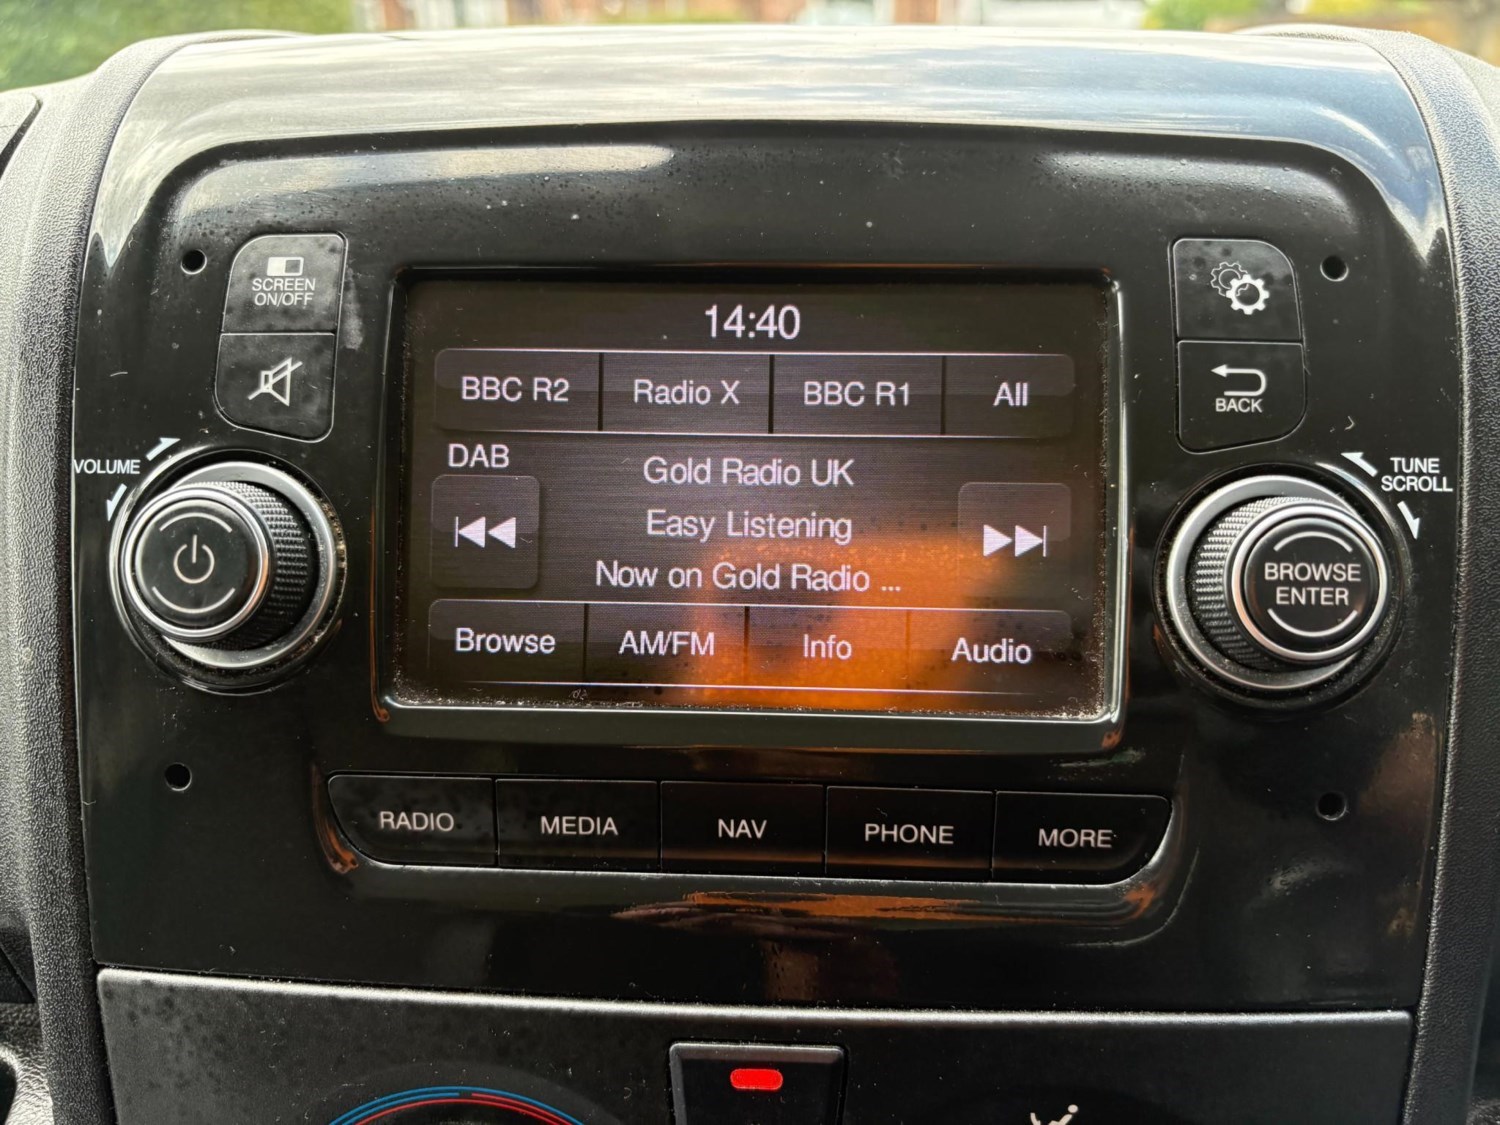 14:40
SCREEN
ON/OFF
BBC R2 Radio X BBC R1 All
BACK
DAB
Gold Radio UK
Easy Listening
Now on Gold Radio ...
VOLUME
TUNE
SCROLL
BROWSE
ENTER
Browse AM/FM Info Audio
RADIO MEDIA NAV PHONE MORE